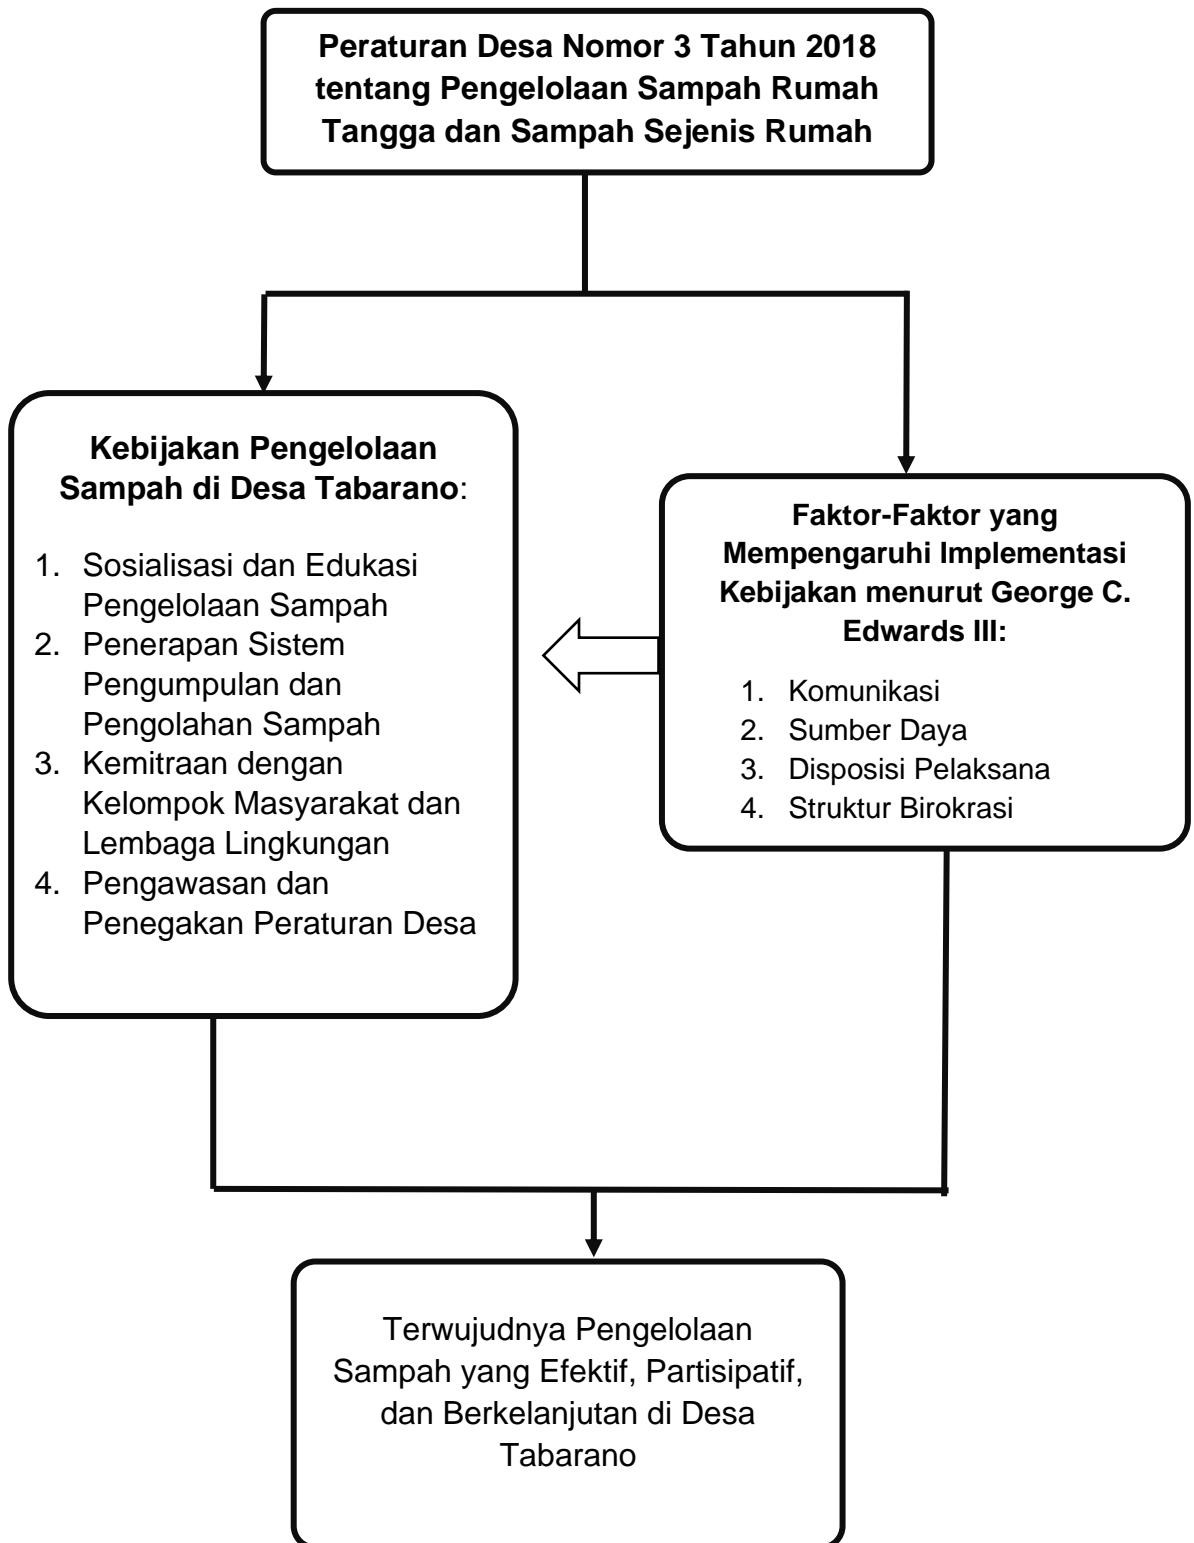 Peraturan Desa Nomor 3 Tahun 2018
tentang Pengelolaan Sampah Rumah
Tangga dan Sampah Sejenis Rumah
Kebijakan Pengelolaan
Sampah di Desa Tabarano:
1. Sosialisasi dan Edukasi
Pengelolaan Sampah
2. Penerapan Sistem
Pengumpulan dan
Pengolahan Sampah
3. Kemitraan dengan
Kelompok Masyarakat dan
Lembaga Lingkungan
4. Pengawasan dan
Penegakan Peraturan Desa
Faktor-Faktor yang
Mempengaruhi Implementasi
Kebijakan menurut George C.
Edwards III:
1. Komunikasi
2. Sumber Daya
3. Disposisi Pelaksana
4. Struktur Birokrasi
Terwujudnya Pengelolaan
Sampah yang Efektif, Partisipatif,
dan Berkelanjutan di Desa
Tabarano